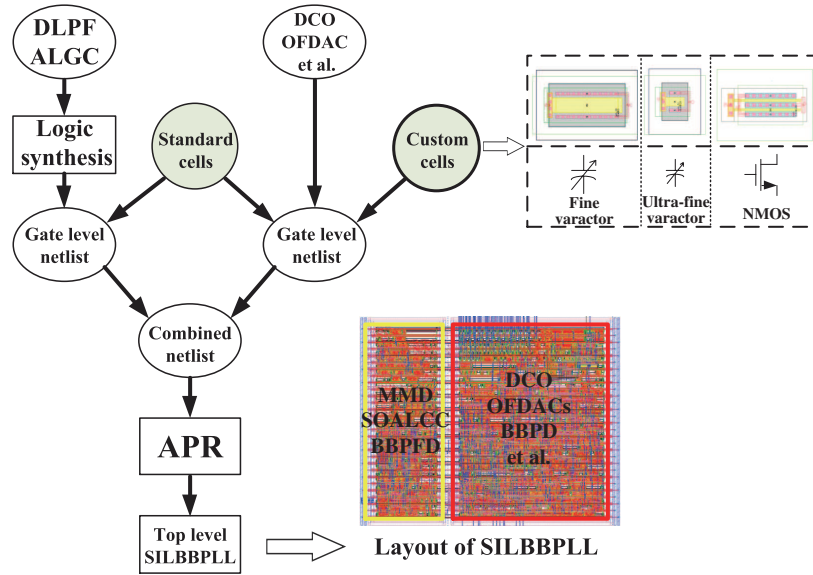 DLPF
ALGC
DCO
OFDAC
et al.
Logic
synthesis
Standard
cells
Custom
cells
Fine
varactor
Ultra-fine
varactor
NMOS
Gate level
netlist
Gate level
netlist
Combined
netlist
APR
Top level
SILBBPLL
MMD
SOALCC
BBPFD
DCO
OFDACs
BBPD
et al.
Layout of SILBBPLL